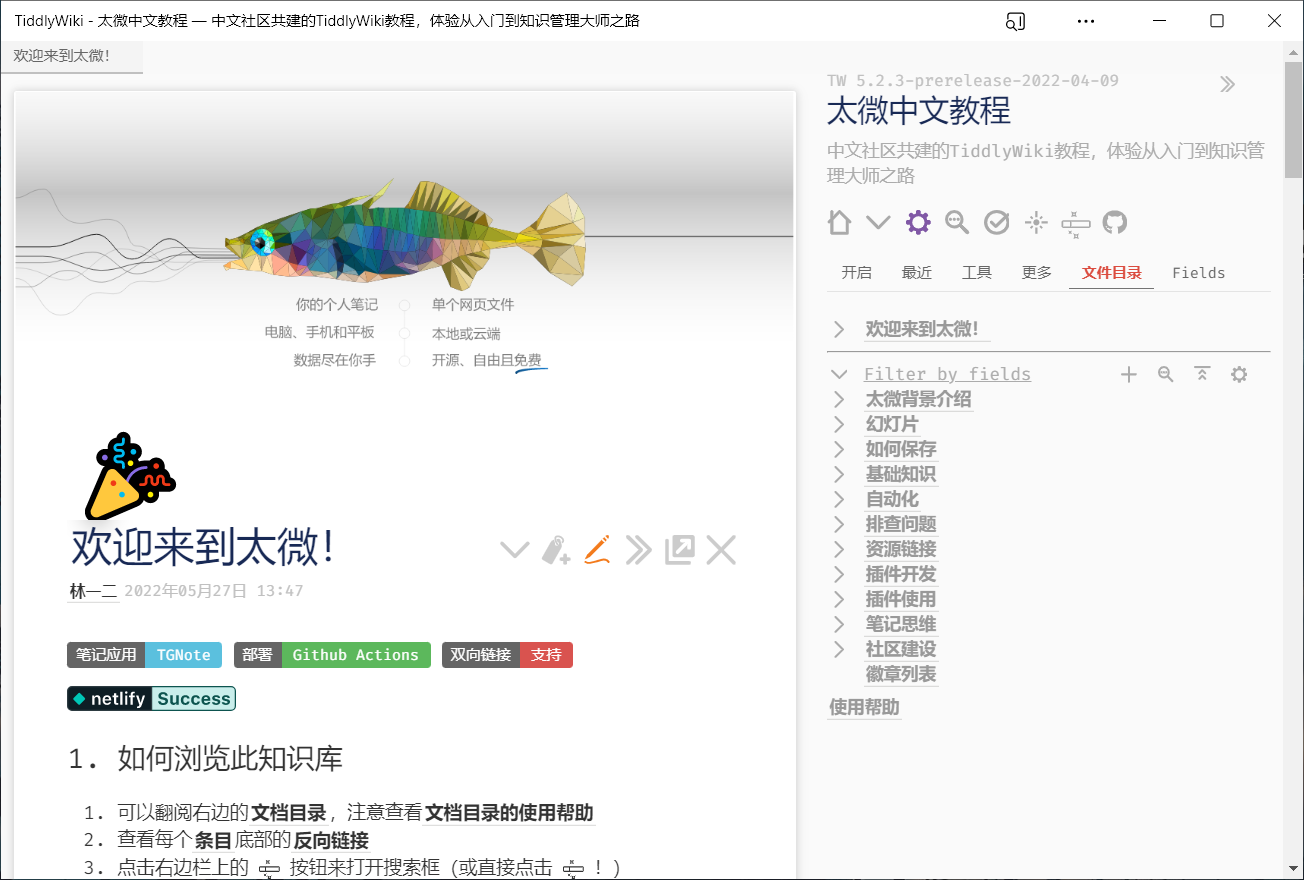 TiddlyWiki - 太微中文教程 — 中文社区共建的TiddlyWiki教程，体验从入门到知识管理大师之路
欢迎来到太微！
你的个人笔记 单个网页文件
电脑、手机和平板 本地或云端
数据尽在你手 开源、自由且免费
欢迎来到太微！
林一二 2022年05月27日 13:47
笔记应用 TGNote 部署 Github Actions 双向链接 支持
netlify Success
1. 如何浏览此知识库
1. 可以翻阅右边的文档目录，注意查看文档目录的使用帮助
2. 查看每个条目底部的反向链接
3. 点击右边栏上的 按钮来打开搜索框（或直接点击 ！）
TW 5.2.3-prerelease-2022-04-09
太微中文教程
中文社区共建的TiddlyWiki教程，体验从入门到知识管
理大师之路
开启 最近 工具 更多 文件目录 Fields
欢迎来到太微！
Filter by fields
太微背景介绍
幻灯片
如何保存
基础知识
自动化
排查问题
资源链接
插件开发
插件使用
笔记思维
社区建设
徽章列表
使用帮助